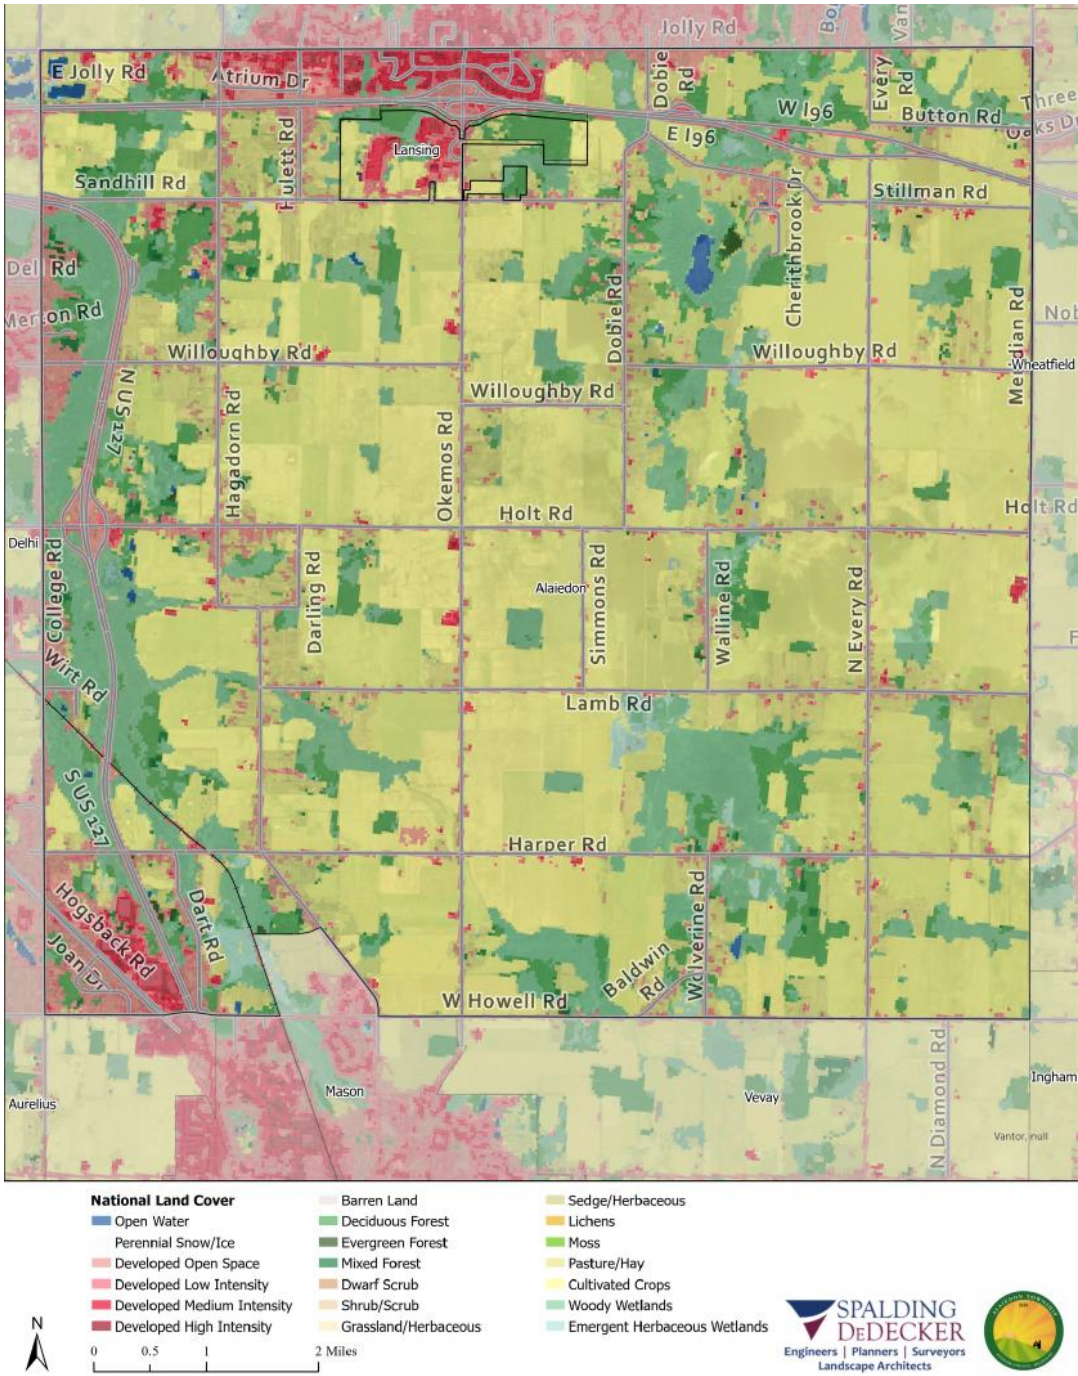 Jolly Rd
E Jolly Rd
Atrium Dr
Dobie Rd
Every Rd
W I96
Button Rd
Three
Oaks Dr
E I96
Hulett Rd
Lansing
Sandhill Rd
Stillman Rd
Cherithbrook Dr
Dell Rd
Merton Rd
Dobie Rd
Meridian Rd
Willoughby Rd
Willoughby Rd
Wheatfield
Willoughby Rd
N US 127
Hagadorn Rd
Okemos Rd
Holt Rd
Holt Rd
Delhi
College Rd
Darling Rd
Alaiedon
Simmons Rd
Walline Rd
N Every Rd
Wirt Rd
Lamb Rd
S US 127
Harper Rd
Hogsback Rd
Dart Rd
Joan Dr
Baldwin Rd
Wolverine Rd
W Howell Rd
Mason
Vevay
Ingham
Aurelius
N Diamond Rd
Vantor, null
National Land Cover
Open Water
Perennial Snow/Ice
Developed Open Space
Developed Low Intensity
Developed Medium Intensity
Developed High Intensity
Barren Land
Deciduous Forest
Evergreen Forest
Mixed Forest
Dwarf Scrub
Shrub/Scrub
Grassland/Herbaceous
Sedge/Herbaceous
Lichens
Moss
Pasture/Hay
Cultivated Crops
Woody Wetlands
Emergent Herbaceous Wetlands
N
0 0.5 1 2 Miles
SPALDING
DEDECKER
Engineers | Planners | Surveyors
Landscape Architects